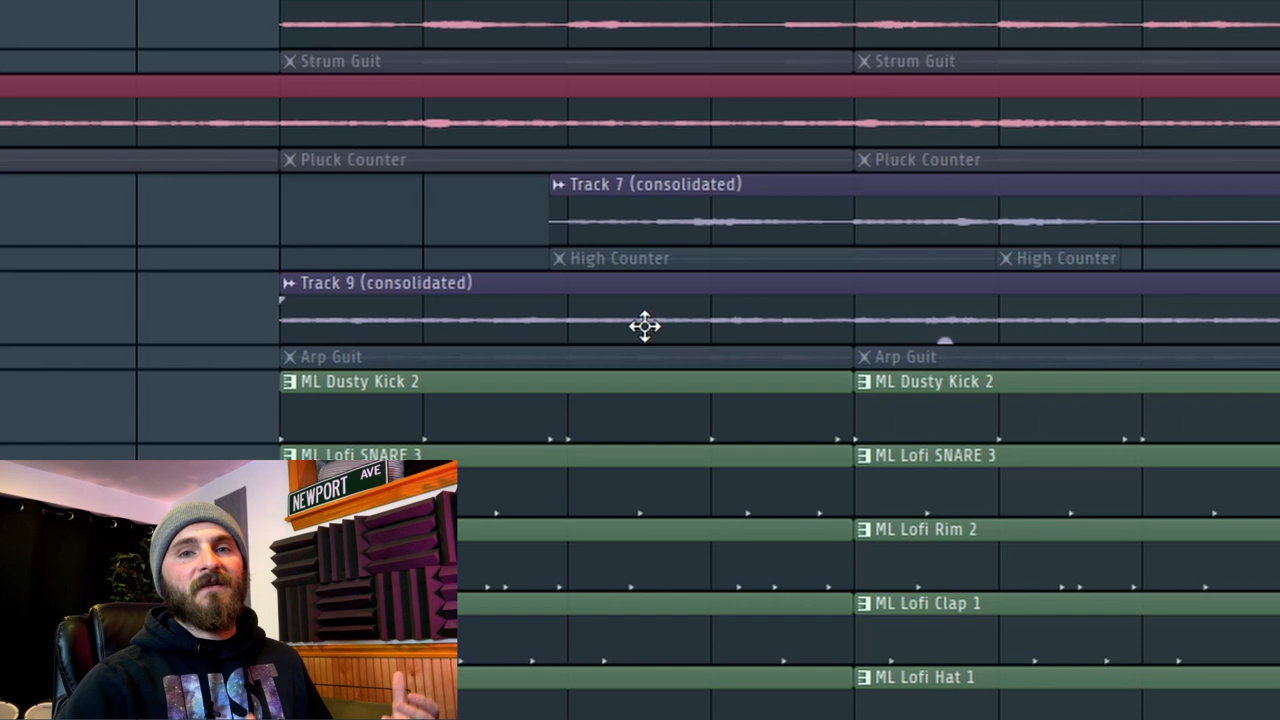 Strum Guit
Strum Guit
Pluck Counter
Pluck Counter
Track 7 (consolidated)
High Counter
High Counter
Track 9 (consolidated)
Arp Guit
Arp Guit
ML Dusty Kick 2
ML Dusty Kick 2
ML Lofi SNARE 3
ML Lofi SNARE 3
ML Lofi Rim 2
ML Lofi Clap 1
ML Lofi Hat 1
NEWPORT AVE
JUST